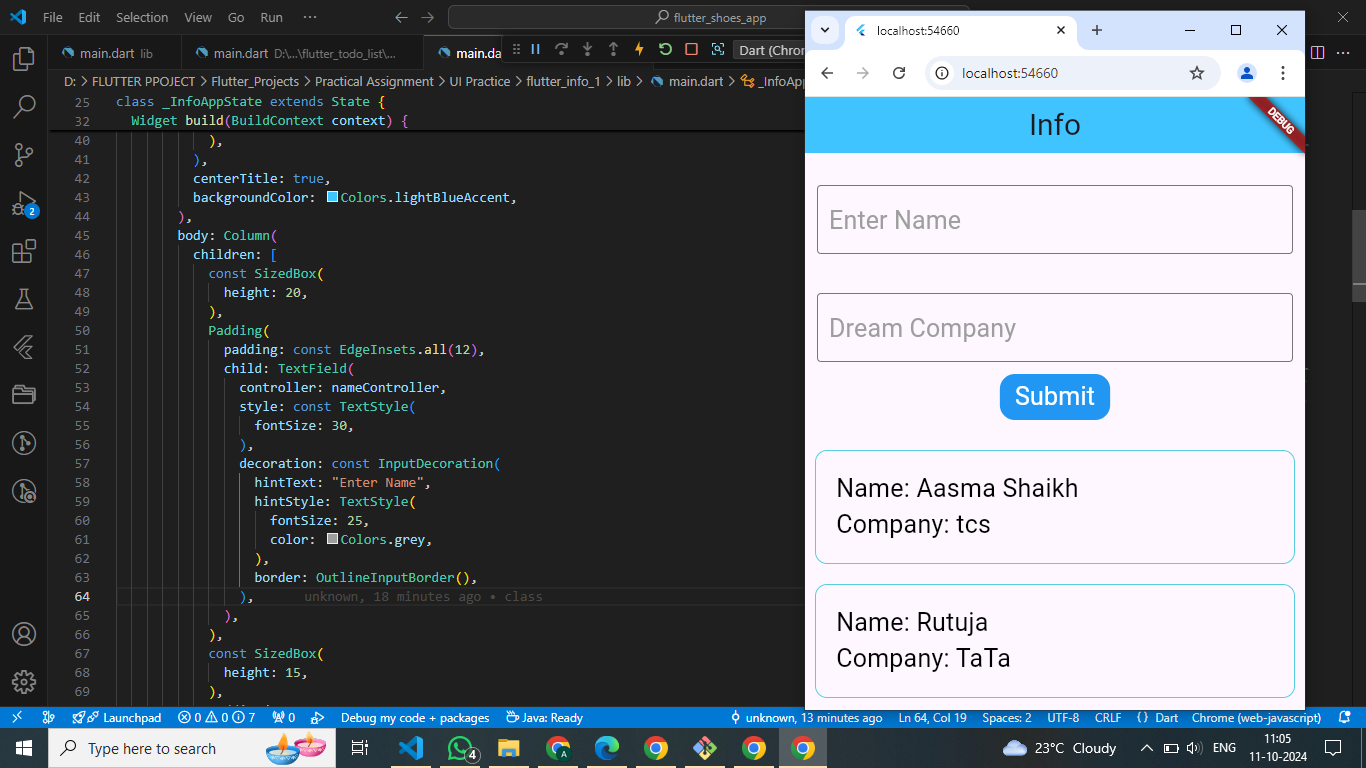 File Edit Selection View Go Run ··· flutter_shoes_app
main.dart lib main.dart D:\...\flutter_todo_list\... main.da Dart (Chror
D: > FLUTTER PPOJECT > Flutter_Projects > Practical Assignment > UI Practice > flutter_info_1 > lib > main.dart > _InfoApp
25 class _InfoAppState extends State {
32 Widget build(BuildContext context) {
40 ),
41 ),
42 centerTitle: true,
43 backgroundColor: Colors.lightBlueAccent,
44 ),
45 body: Column(
46 children: [
47 const SizedBox(
48 height: 20,
49 ),
50 Padding(
51 padding: const EdgeInsets.all(12),
52 child: TextField(
53 controller: nameController,
54 style: const TextStyle(
55 fontSize: 30,
56 ),
57 decoration: const InputDecoration(
58 hintText: "Enter Name",
59 hintStyle: TextStyle(
60 fontSize: 25,
61 color: Colors.grey,
62 ),
63 border: OutlineInputBorder(),
64 ), unknown, 18 minutes ago • class
65 ),
66 ),
67 const SizedBox(
68 height: 15,
69 ),
2
localhost:54660
localhost:54660
Info
DEBUG
Enter Name
Dream Company
Submit
Name: Aasma Shaikh
Company: tcs
Name: Rutuja
Company: TaTa
Launchpad 0 0 7 0 Debug my code + packages Java: Ready unknown, 13 minutes ago Ln 64, Col 19 Spaces: 2 UTF-8 CRLF {} Dart Chrome (web-javascript)
Type here to search 4 A 23°C Cloudy ENG 11:05
11-10-2024